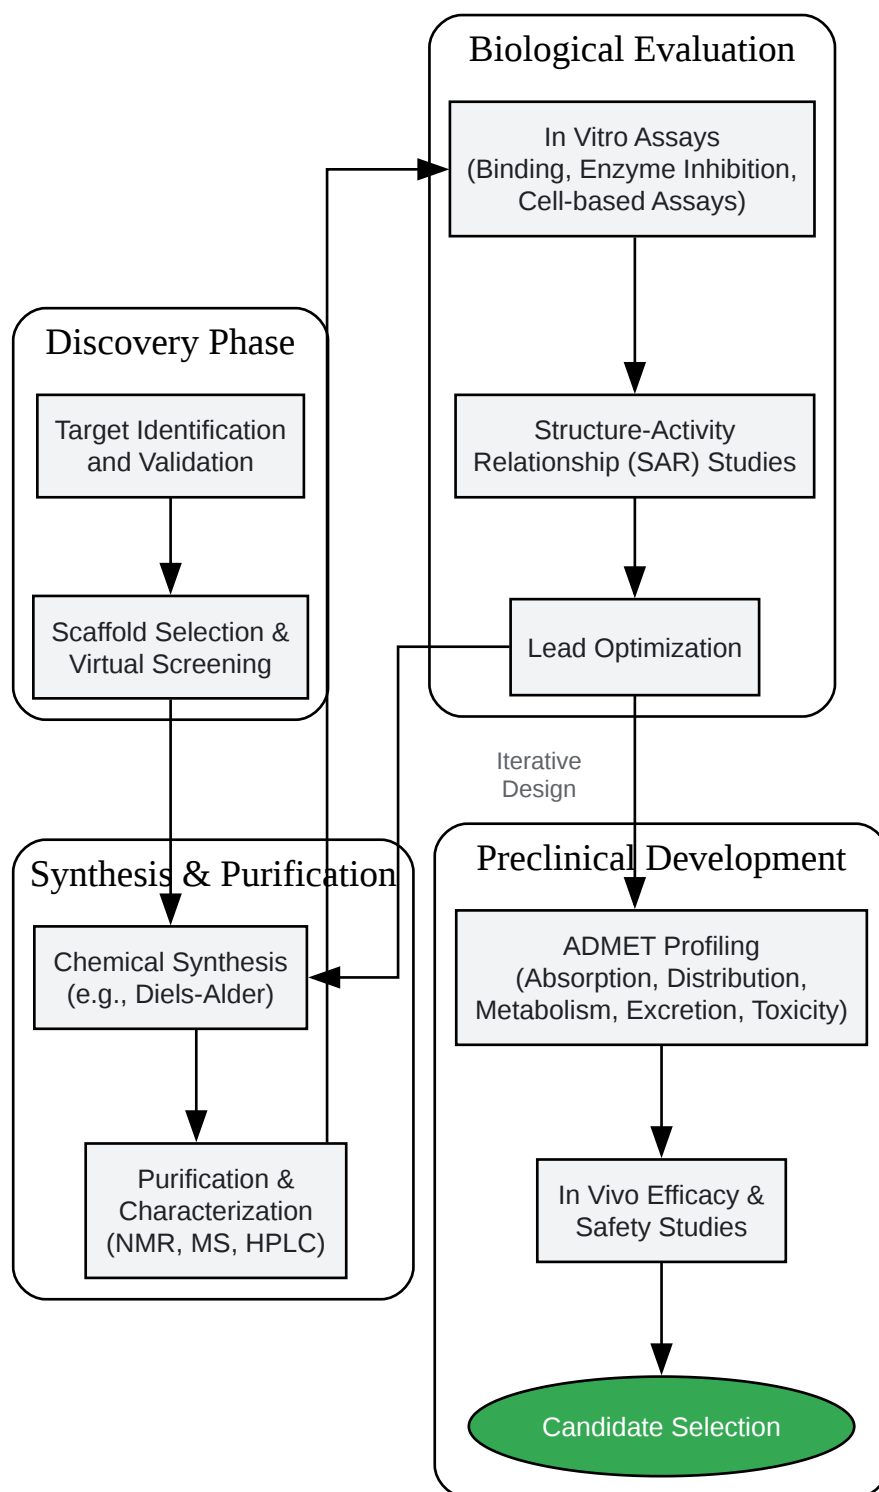 Biological Evaluation
In Vitro Assays
(Binding, Enzyme Inhibition,
Cell-based Assays)
Discovery Phase
Target Identification
and Validation
Structure-Activity
Relationship (SAR) Studies
Scaffold Selection &
Virtual Screening
Lead Optimization
Iterative
Design
Synthesis & Purification
Preclinical Development
Chemical Synthesis
(e.g., Diels-Alder)
ADMET Profiling
(Absorption, Distribution,
Metabolism, Excretion, Toxicity)
Purification &
Characterization
(NMR, MS, HPLC)
In Vivo Efficacy &
Safety Studies
Candidate Selection